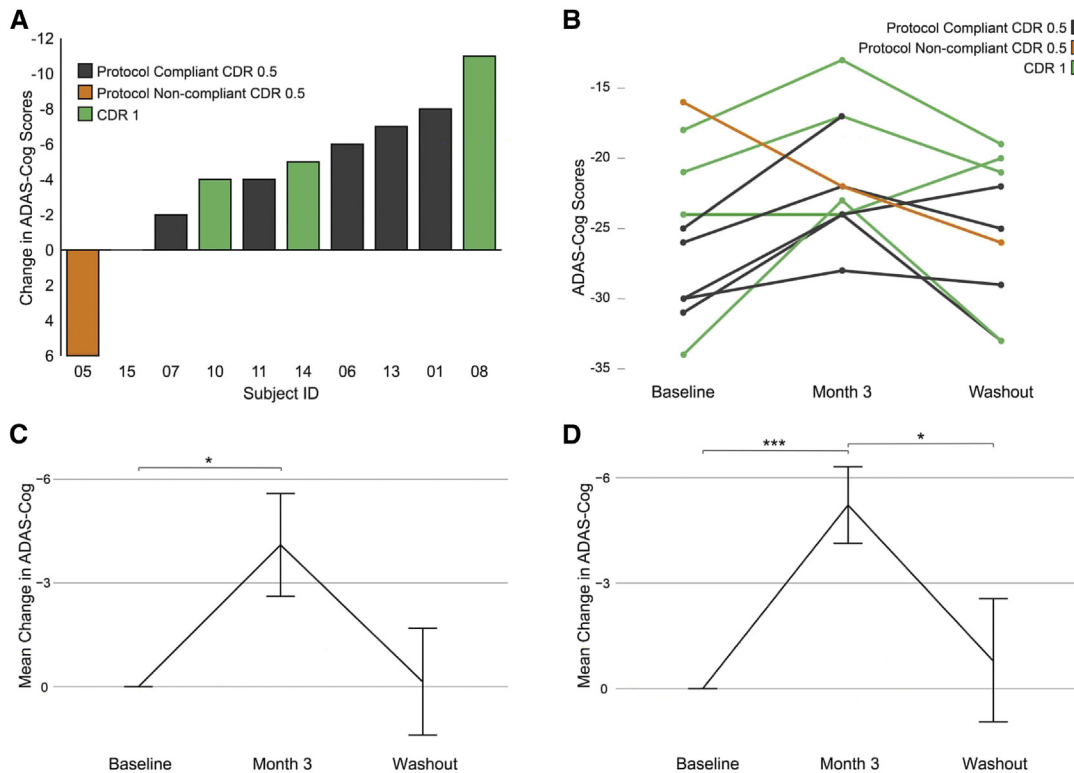 A
Change in ADAS-Cog Scores
-12
-10
-8
-6
-4
-2
0
2
4
6
Protocol Compliant CDR 0.5
Protocol Non-compliant CDR 0.5
CDR 1
05 15 07 10 11 14 06 13 01 08
Subject ID
B
Protocol Compliant CDR 0.5
Protocol Non-compliant CDR 0.5
CDR 1
ADAS-Cog Scores
-15
-20
-25
-30
-35
Baseline Month 3 Washout
C
Mean Change in ADAS-Cog
*
-6
-3
0
Baseline Month 3 Washout
D
Mean Change in ADAS-Cog
*** *
-6
-3
0
Baseline Month 3 Washout